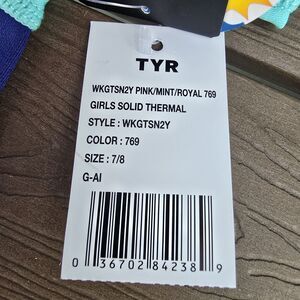 TYR
WKGTSN2Y PINK/MINT/ROYAL 769
GIRLS SOLID THERMAL
STYLE : WKGTSN2Y
COLOR : 769
SIZE : 7/8
G-AI
0 36702 84238 9